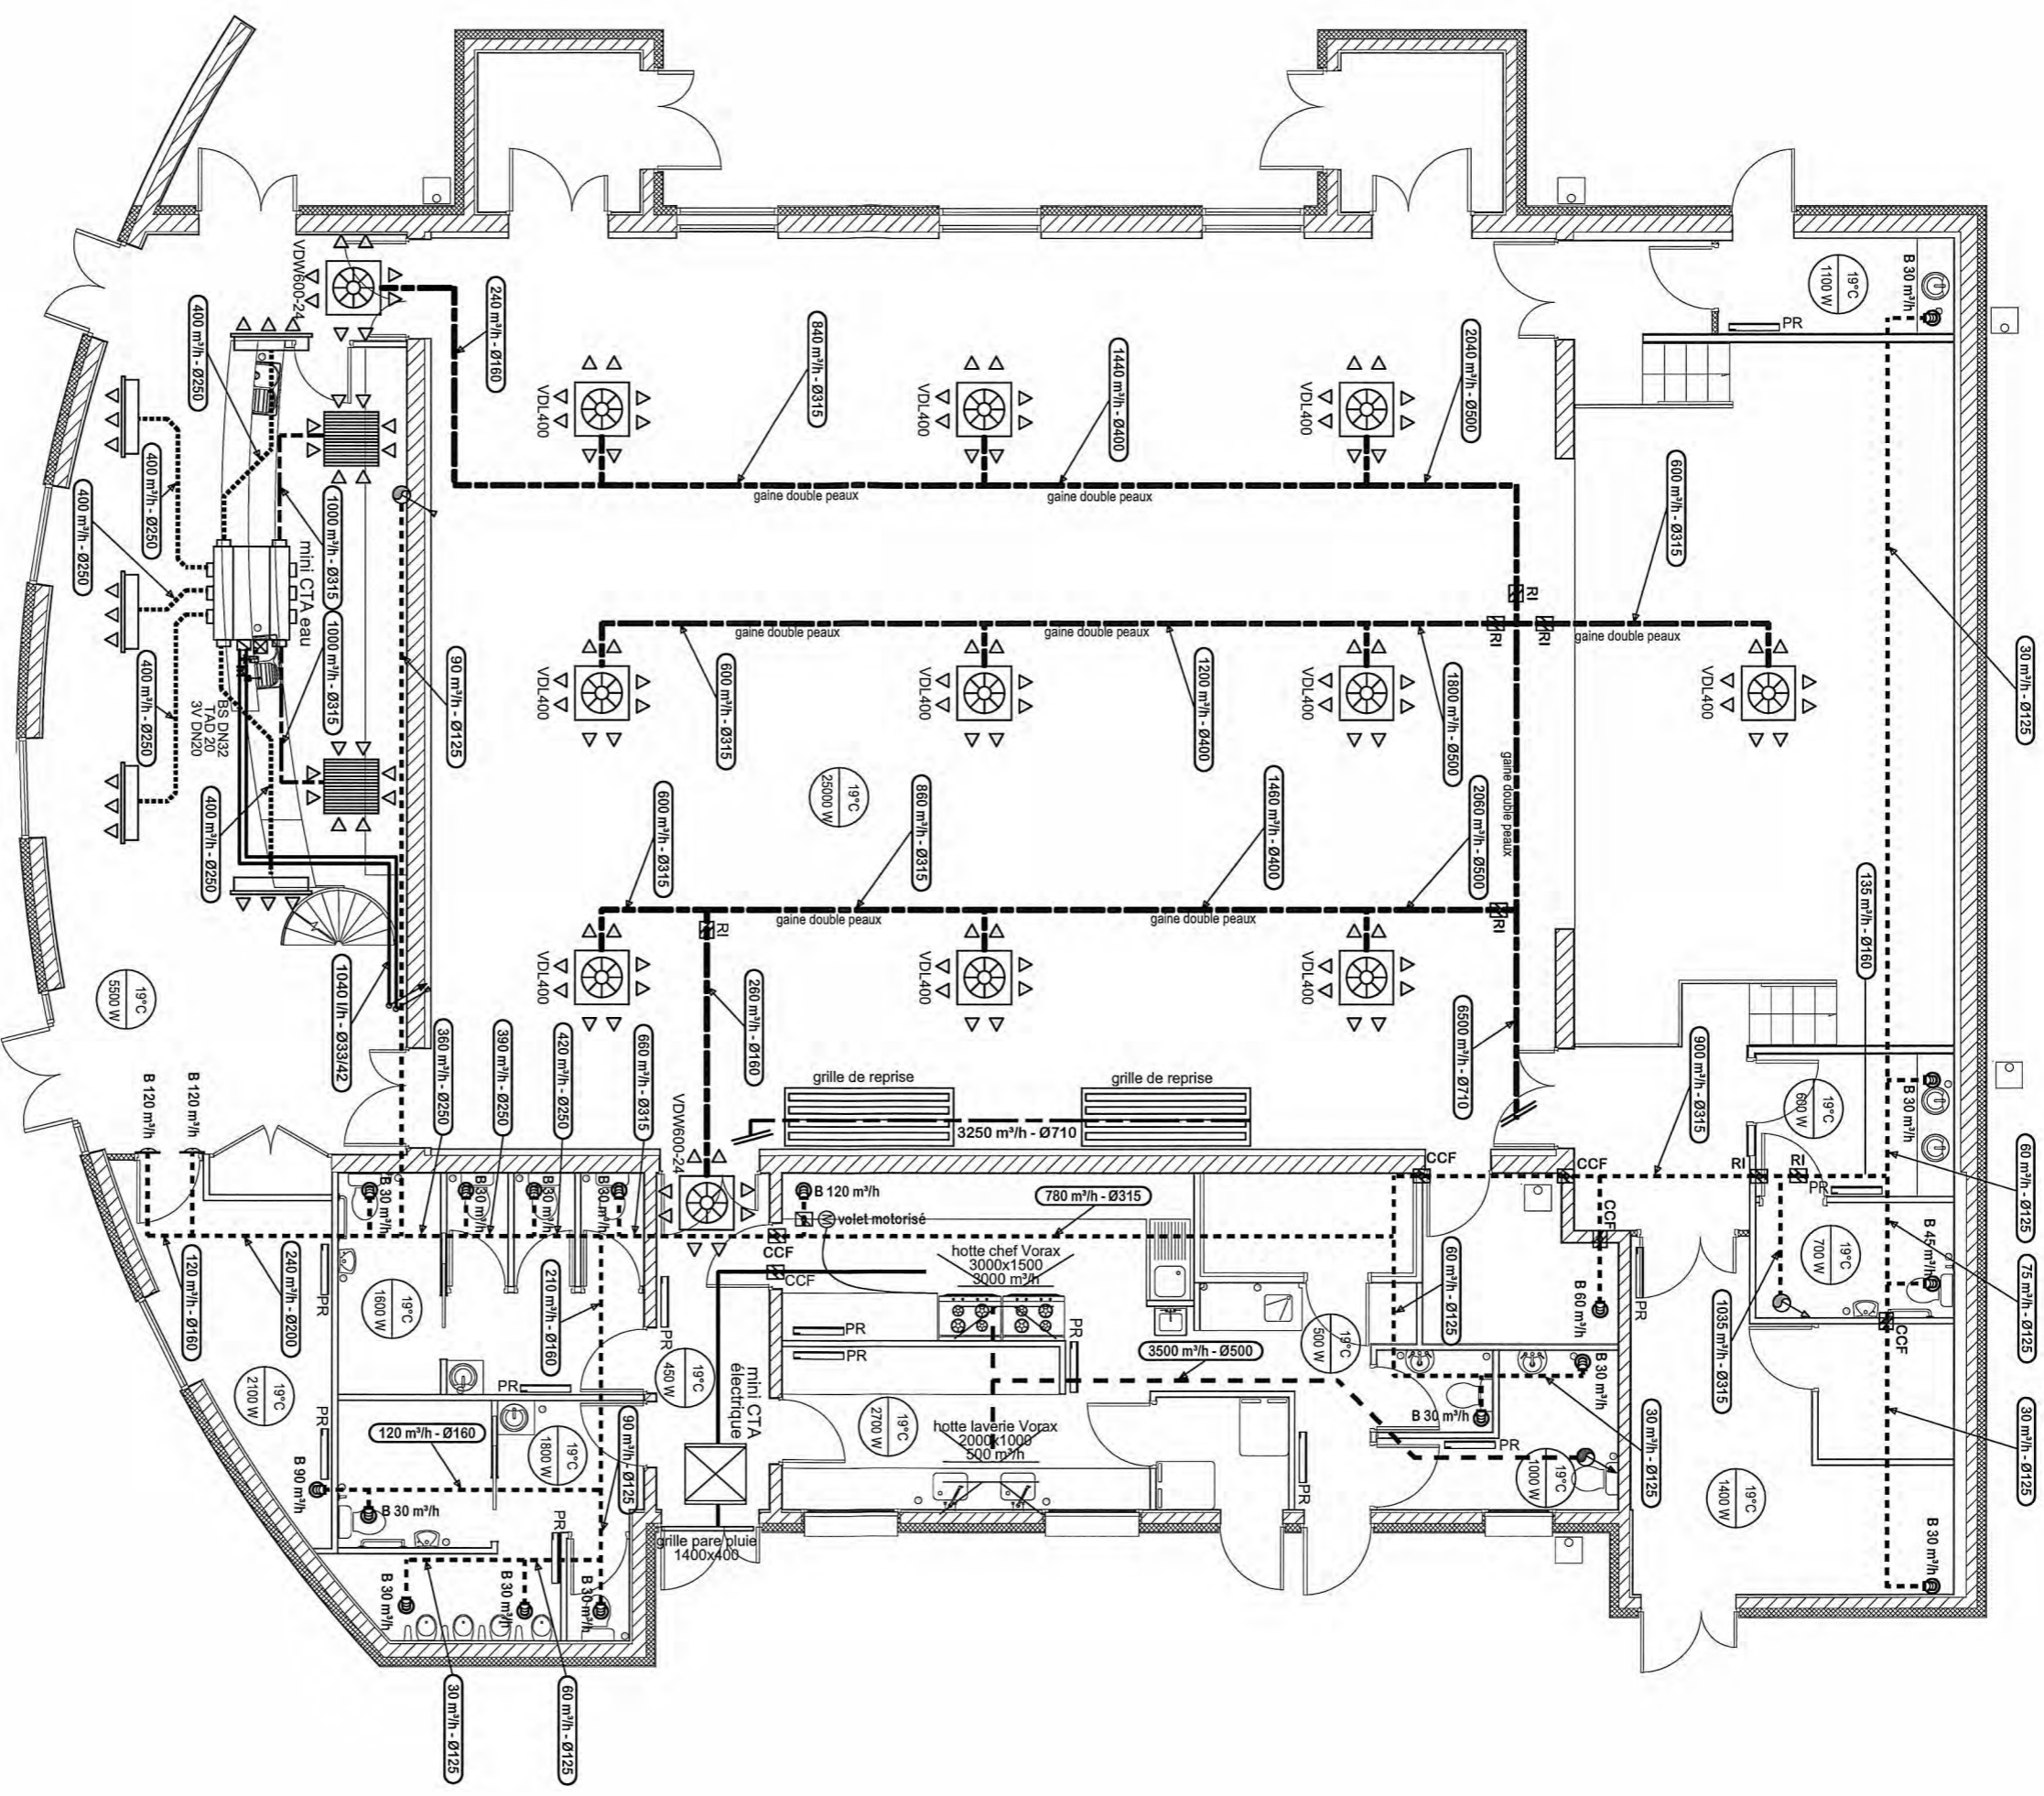 B 30 m³/h
19°C
1100 W
PR
VDW600-24
240 m³/h - Ø160
400 m³/h - Ø250
840 m³/h - Ø315
1440 m³/h - Ø400
2040 m³/h - Ø500
VDL400
VDL400
VDL400
gaine double peaux
gaine double peaux
600 m³/h - Ø315
30 m³/h - Ø125
400 m³/h - Ø250
400 m³/h - Ø250
1000 m³/h - Ø315
mini CTA eau
1000 m³/h - Ø315
RI
RI
RI
gaine double peaux
gaine double peaux
gaine double peaux
VDL400
VDL400
VDL400
VDL400
90 m³/h - Ø125
600 m³/h - Ø315
1200 m³/h - Ø400
1800 m³/h - Ø500
400 m³/h - Ø250
BS DN32
TAD 20
3V DN20
400 m³/h - Ø250
19°C
25000 W
gaine double peaux
600 m³/h - Ø315
860 m³/h - Ø315
1460 m³/h - Ø400
2060 m³/h - Ø500
135 m³/h - Ø160
RI
RI
gaine double peaux
gaine double peaux
VDL400
VDL400
VDL400
19°C
5500 W
1040 l/h - Ø33/42
260 m³/h - Ø160
6500 m³/h - Ø710
360 m³/h - Ø250
390 m³/h - Ø250
420 m³/h - Ø250
660 m³/h - Ø315
900 m³/h - Ø315
grille de reprise
grille de reprise
3250 m³/h - Ø710
VDW600-24
B 120 m³/h
B 120 m³/h
19°C
600 W
B 30 m³/h
60 m³/h - Ø125
CCF
CCF
RI
RI
PR
B 30 m³/h
B 30 m³/h
B 30 m³/h
B 30 m³/h
B 120 m³/h
780 m³/h - Ø315
volet motorisé
M
CCF
CCF
CCF
hotte chef Vorax
3000x1500
3000 m³/h
120 m³/h - Ø160
240 m³/h - Ø200
PR
19°C
1600 W
210 m³/h - Ø160
PR
19°C
450 W
PR
PR
PR
60 m³/h - Ø125
B 60 m³/h
PR
19°C
700 W
B 45 m³/h
75 m³/h - Ø125
1035 m³/h - Ø315
CCF
19°C
500 W
3500 m³/h - Ø500
mini CTA
électrique
19°C
2100 W
PR
PR
B 30 m³/h
B 30 m³/h
30 m³/h - Ø125
30 m³/h - Ø125
120 m³/h - Ø160
19°C
1800 W
90 m³/h - Ø125
19°C
2700 W
hotte laverie Vorax
2000x1000
500 m³/h
PR
PR
19°C
1000 W
19°C
1400 W
B 90 m³/h
B 30 m³/h
PR
grille pare pluie
1400x400
B 30 m³/h
B 30 m³/h
B 30 m³/h
B 30 m³/h
30 m³/h - Ø125
60 m³/h - Ø125